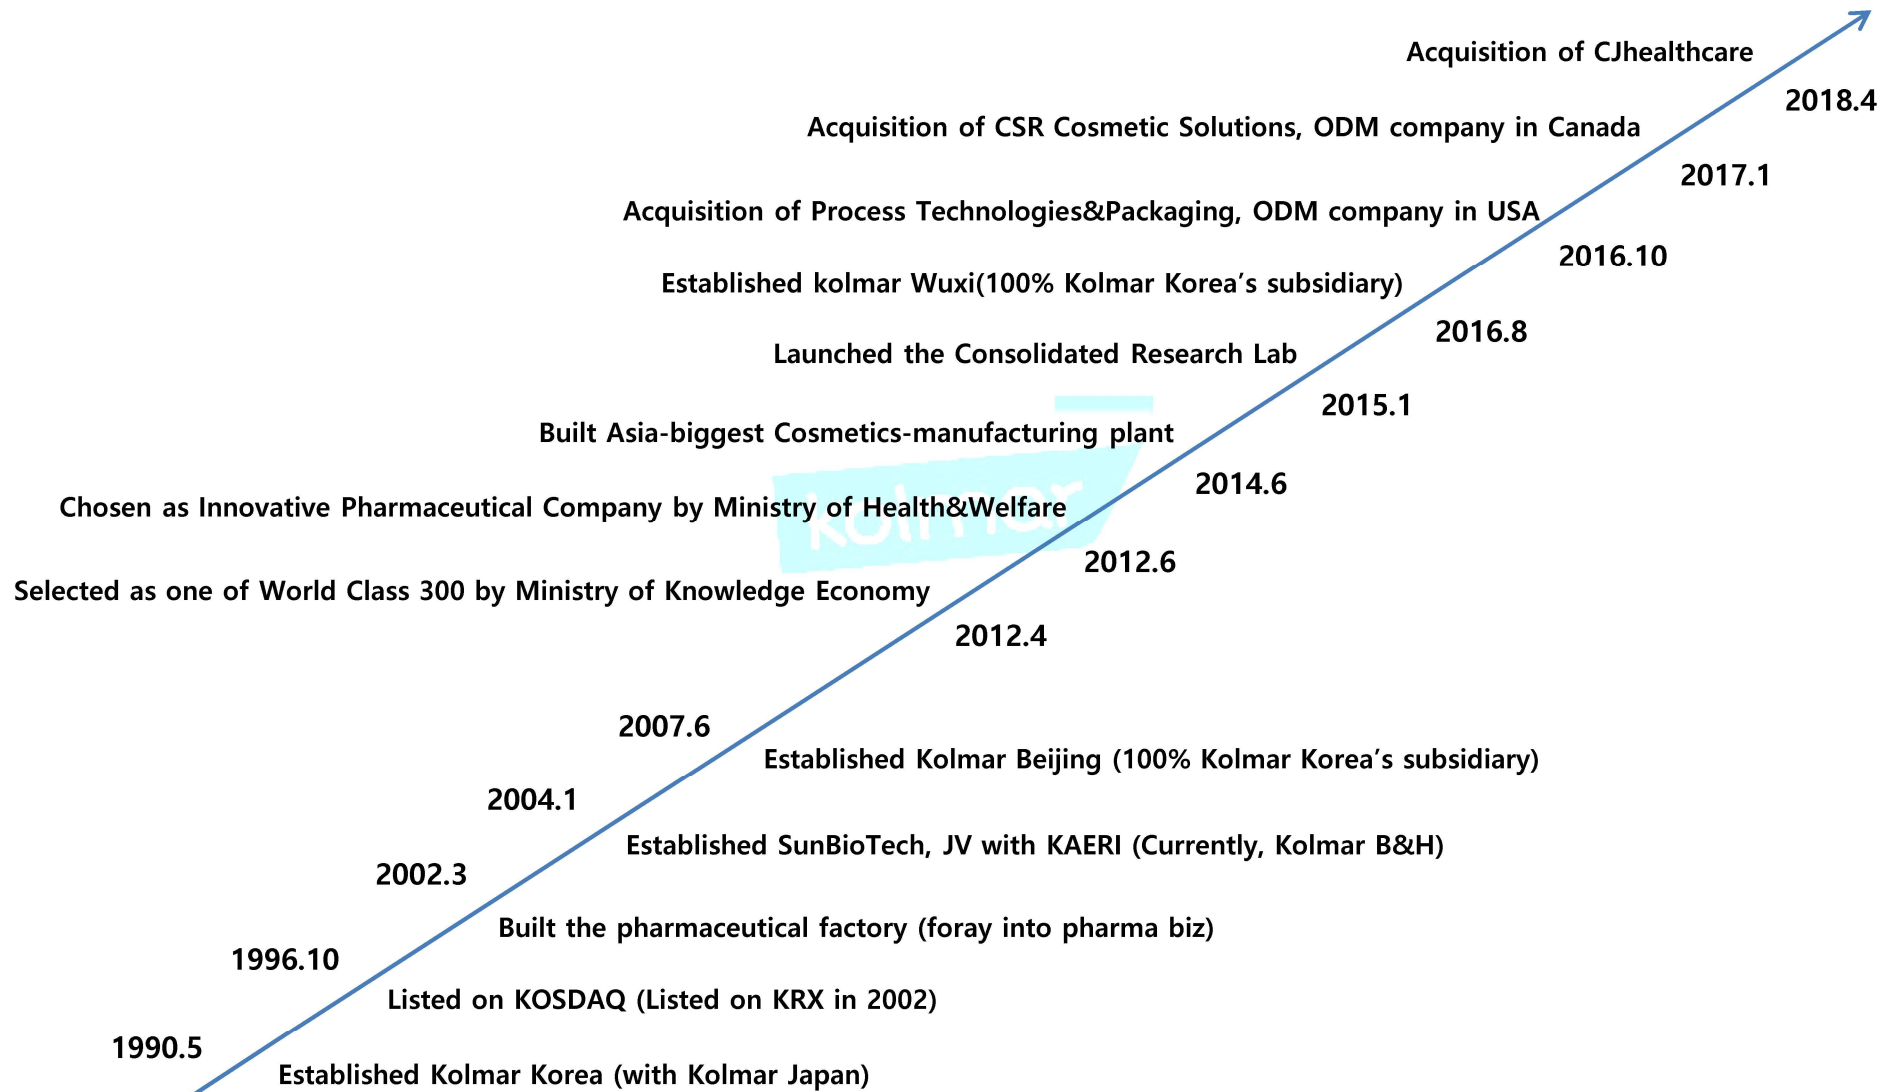 Acquisition of CJhealthcare
2018.4
Acquisition of CSR Cosmetic Solutions, ODM company in Canada
2017.1
Acquisition of Process Technologies&Packaging, ODM company in USA
2016.10
Established kolmar Wuxi(100% Kolmar Korea’s subsidiary)
2016.8
Launched the Consolidated Research Lab
2015.1
Built Asia-biggest Cosmetics-manufacturing plant
2014.6
Chosen as Innovative Pharmaceutical Company by Ministry of Health&Welfare
kolmar
2012.6
Selected as one of World Class 300 by Ministry of Knowledge Economy
2012.4
2007.6
Established Kolmar Beijing (100% Kolmar Korea’s subsidiary)
2004.1
Established SunBioTech, JV with KAERI (Currently, Kolmar B&H)
2002.3
Built the pharmaceutical factory (foray into pharma biz)
1996.10
Listed on KOSDAQ (Listed on KRX in 2002)
1990.5
Established Kolmar Korea (with Kolmar Japan)